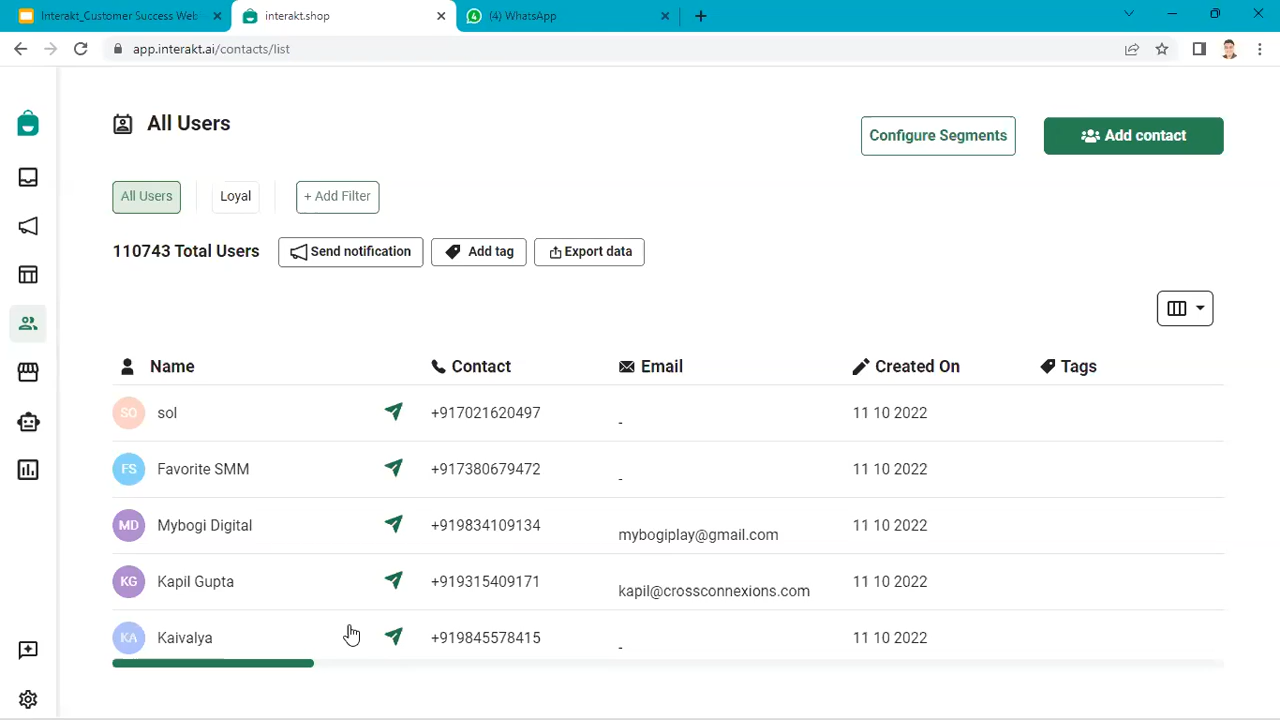 Interakt_Customer Success Web
interakt.shop
(4) WhatsApp
app.interakt.ai/contacts/list
All Users
Configure Segments
Add contact
All Users
Loyal
+ Add Filter
110743 Total Users
Send notification
Add tag
Export data
Name Contact Email Created On Tags
SO sol +917021620497 - 11 10 2022
FS Favorite SMM +917380679472 - 11 10 2022
MD Mybogi Digital +919834109134 mybogiplay@gmail.com 11 10 2022
KG Kapil Gupta +919315409171 kapil@crossconnexions.com 11 10 2022
KA Kaivalya +919845578415 - 11 10 2022